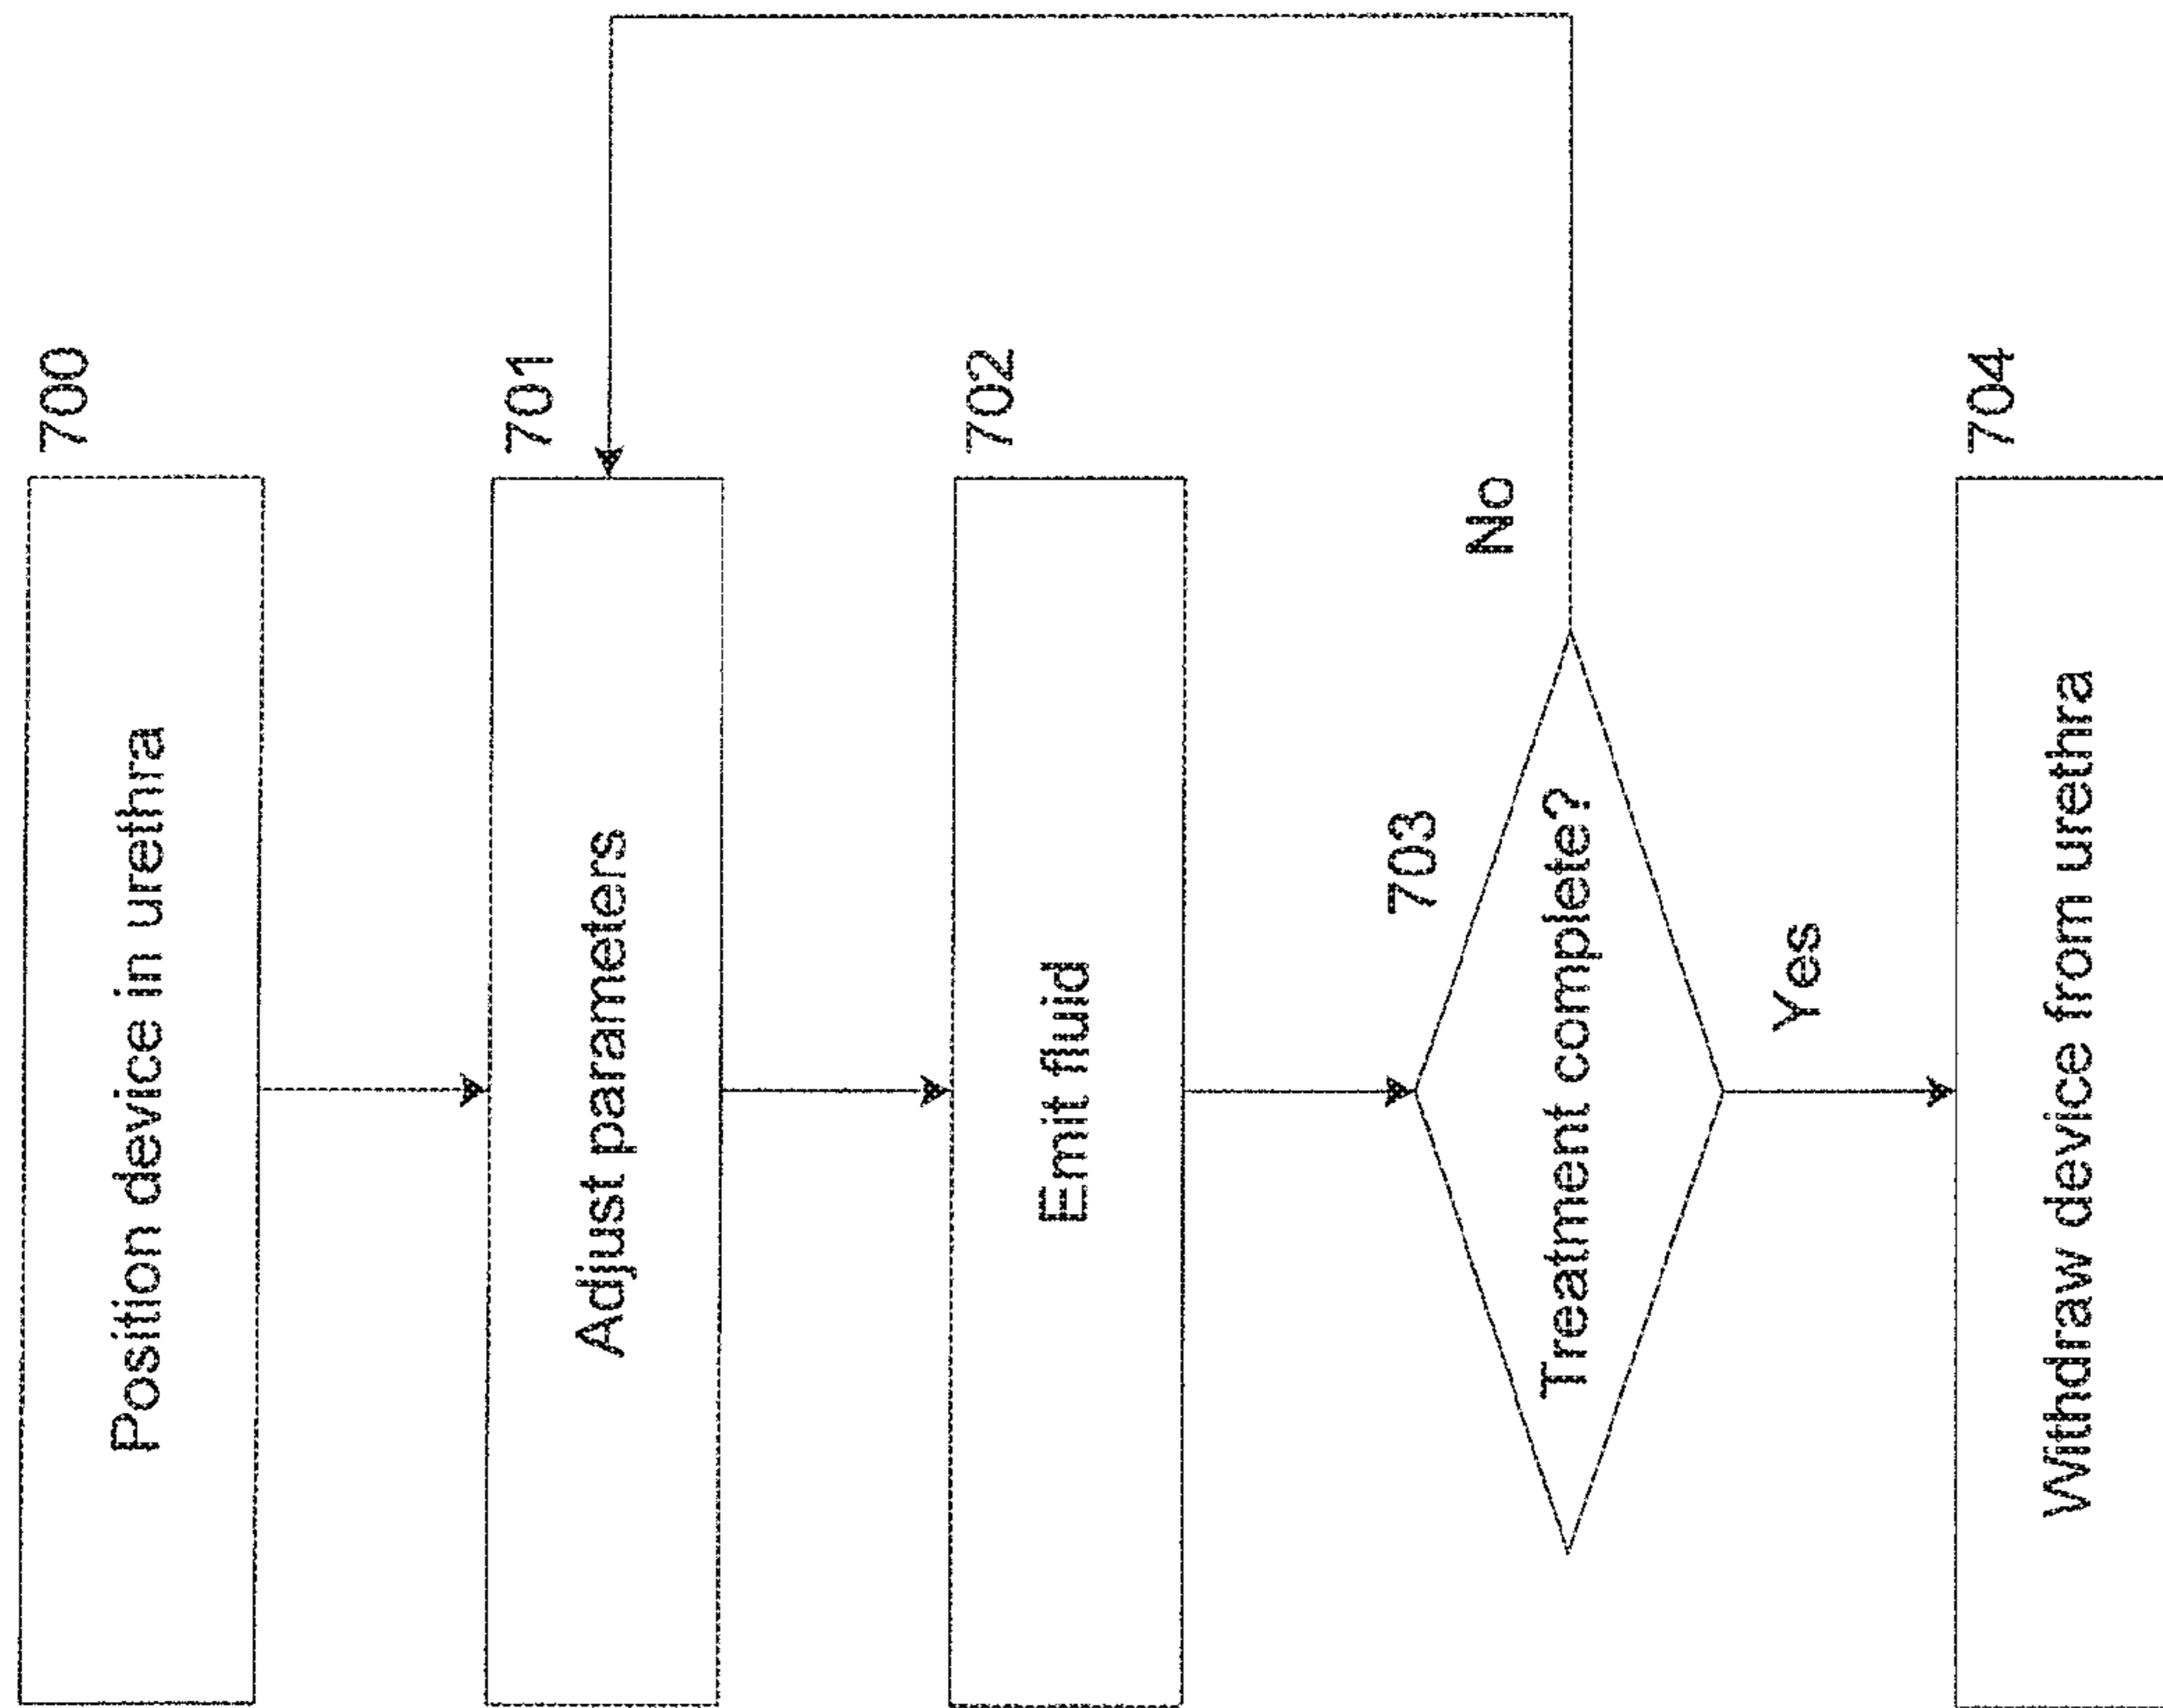 700
Position device in urethra
701
Adjust parameters
702
Emit fluid
703
Treatment complete?
No
Yes
704
Withdraw device from urethra